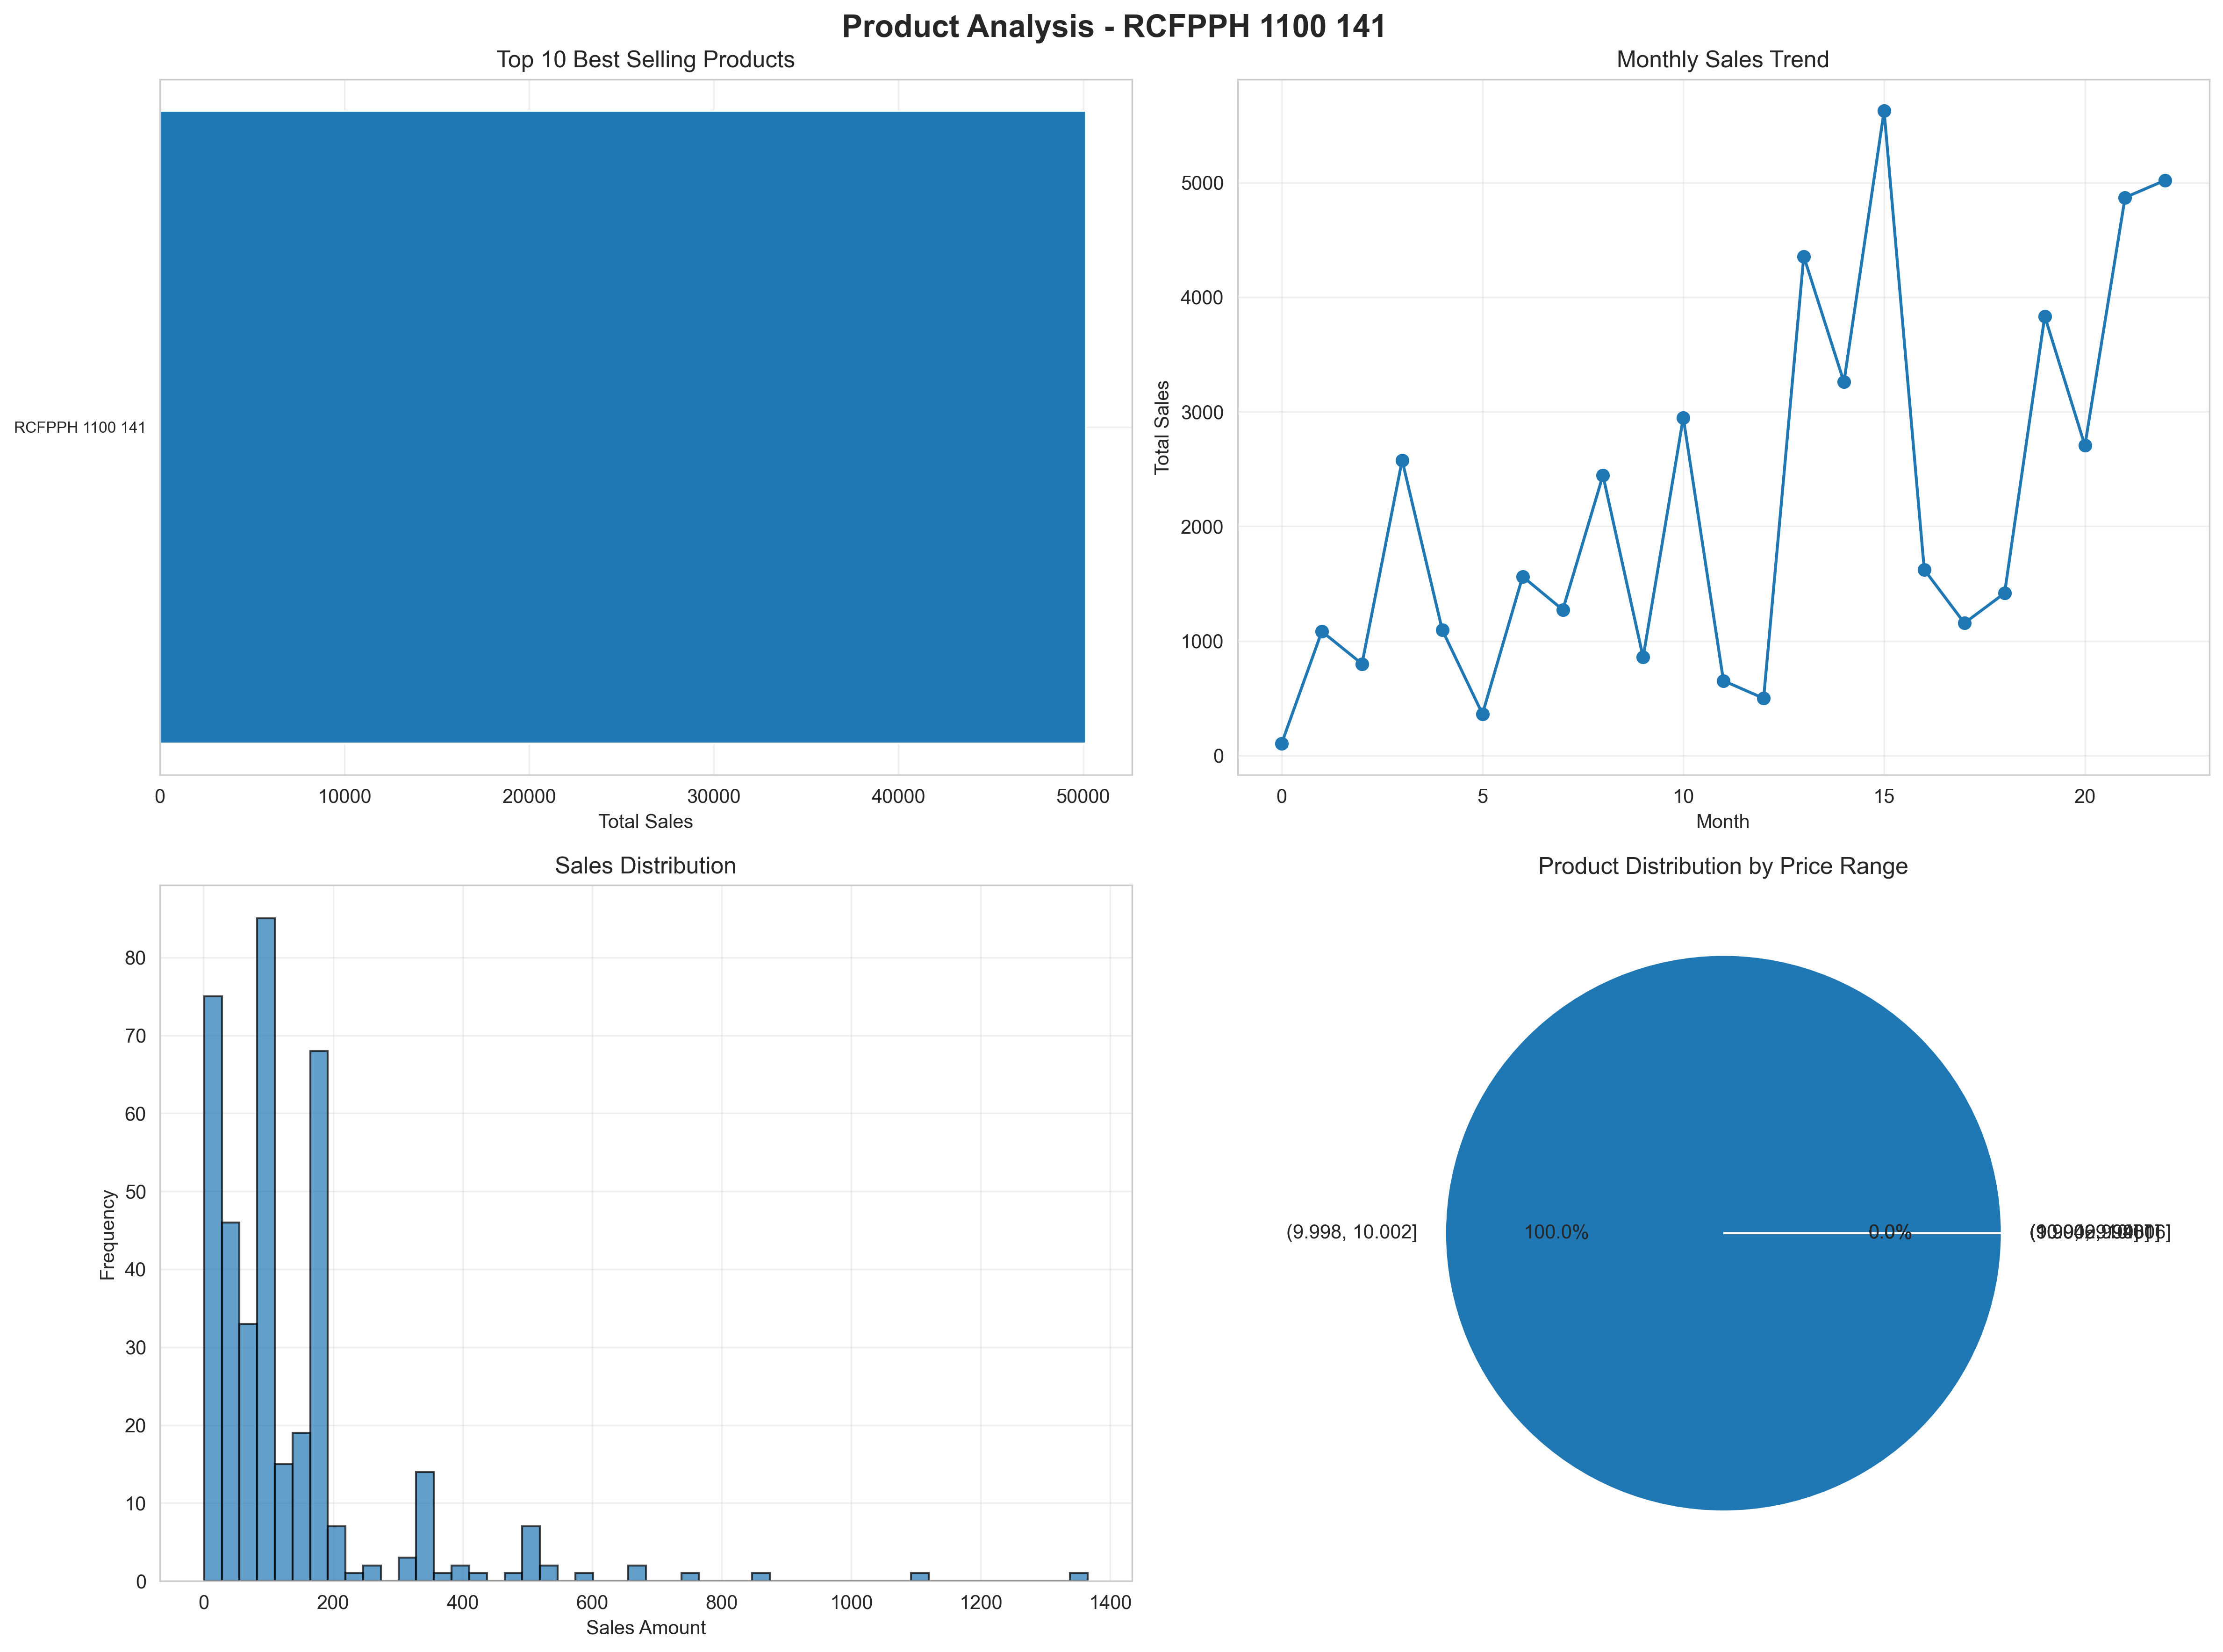 Product Analysis - RCFPPH 1100 141
Top 10 Best Selling Products
RCFPPH 1100 141
0 10000 20000 30000 40000 50000
Total Sales
Monthly Sales Trend
Total Sales
5000
4000
3000
2000
1000
0
0 5 10 15 20
Month
Sales Distribution
Frequency
80
70
60
50
40
30
20
10
0
0 200 400 600 800 1000 1200 1400
Sales Amount
Product Distribution by Price Range
(9.998, 10.002] 100.0% 0.0%